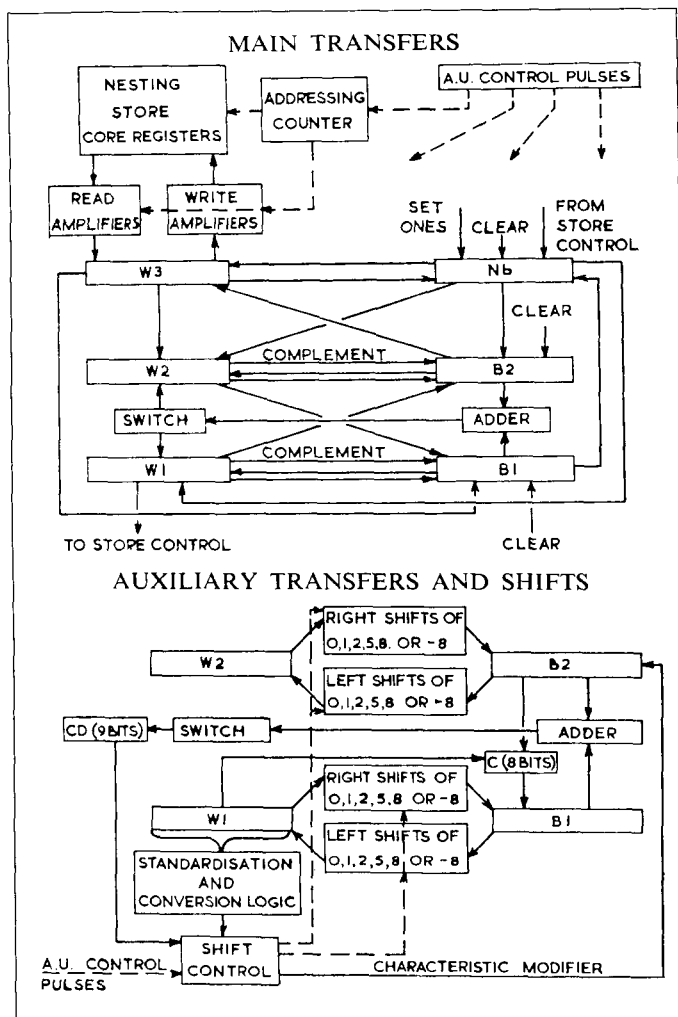 MAIN TRANSFERS
NESTING
STORE
CORE REGISTERS
ADDRESSING
COUNTER
A.U. CONTROL PULSES
READ
AMPLIFIERS
WRITE
AMPLIFIERS
SET
ONES
CLEAR
FROM
STORE
CONTROL
W3
Nb
CLEAR
COMPLEMENT
W2
B2
SWITCH
ADDER
COMPLEMENT
W1
B1
TO STORE CONTROL
CLEAR
AUXILIARY TRANSFERS AND SHIFTS
RIGHT SHIFTS OF
0,1,2,5,8. OR -8
W2
B2
LEFT SHIFTS OF
0,1,2,5,8 OR -8
CD (9BITS)
SWITCH
ADDER
C (8BITS)
RIGHT SHIFTS OF
0,1,2,5,8 OR -8
W1
B1
LEFT SHIFTS OF
0,1,2,5,8 OR -8
STANDARDISATION
AND
CONVERSION LOGIC
SHIFT
CONTROL
A.U. CONTROL
PULSES
CHARACTERISTIC MODIFIER